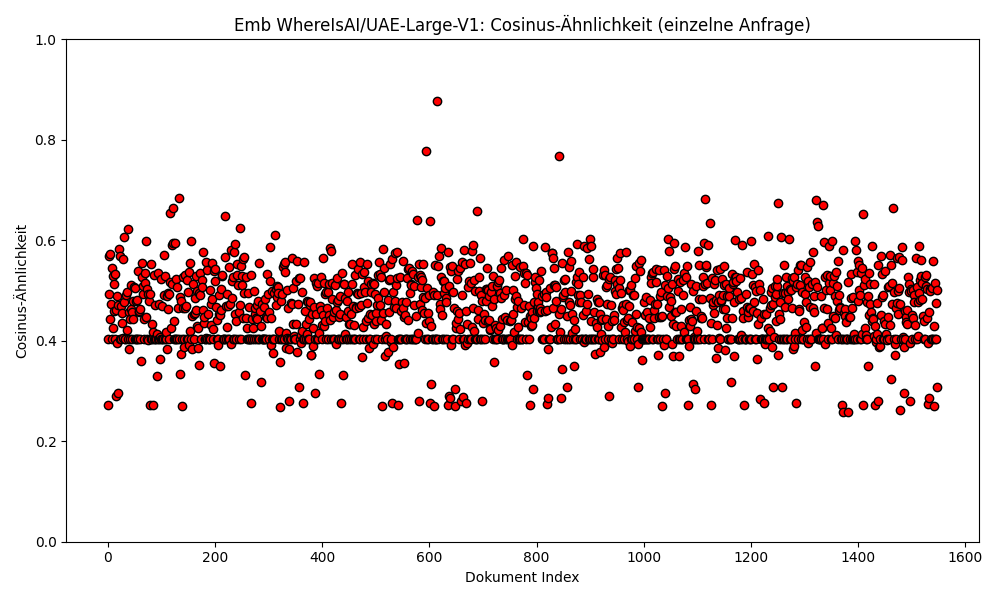 Emb WhereIsAI/UAE-Large-V1: Cosinus-Ähnlichkeit (einzelne Anfrage)
Cosinus-Ähnlichkeit
1.0
0.8
0.6
0.4
0.2
0.0
0 200 400 600 800 1000 1200 1400 1600
Dokument Index